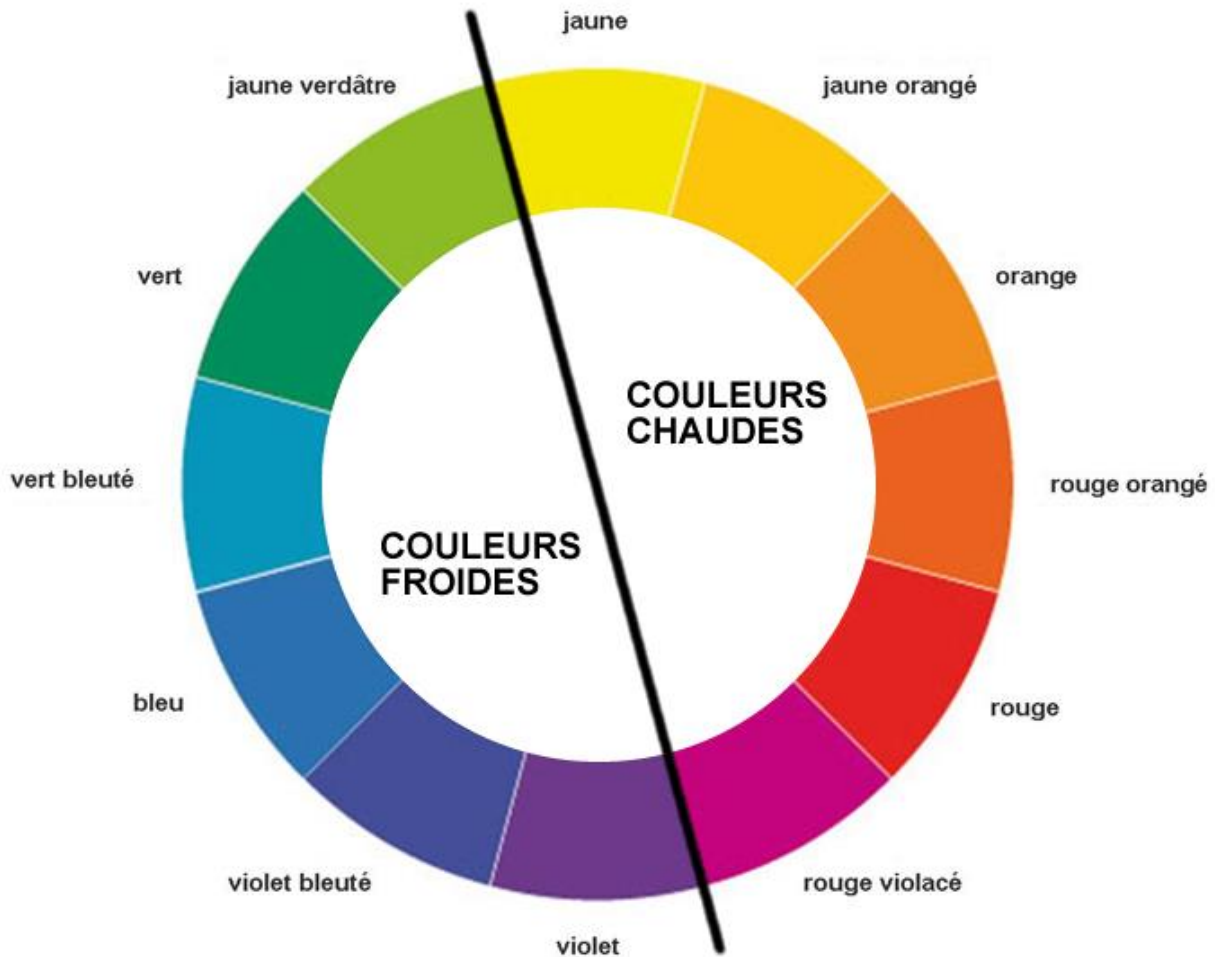 jaune
jaune verdâtre
jaune orangé
vert
orange
COULEURS
CHAUDES
vert bleuté
rouge orangé
COULEURS
FROIDES
bleu
rouge
violet bleuté
rouge violacé
violet